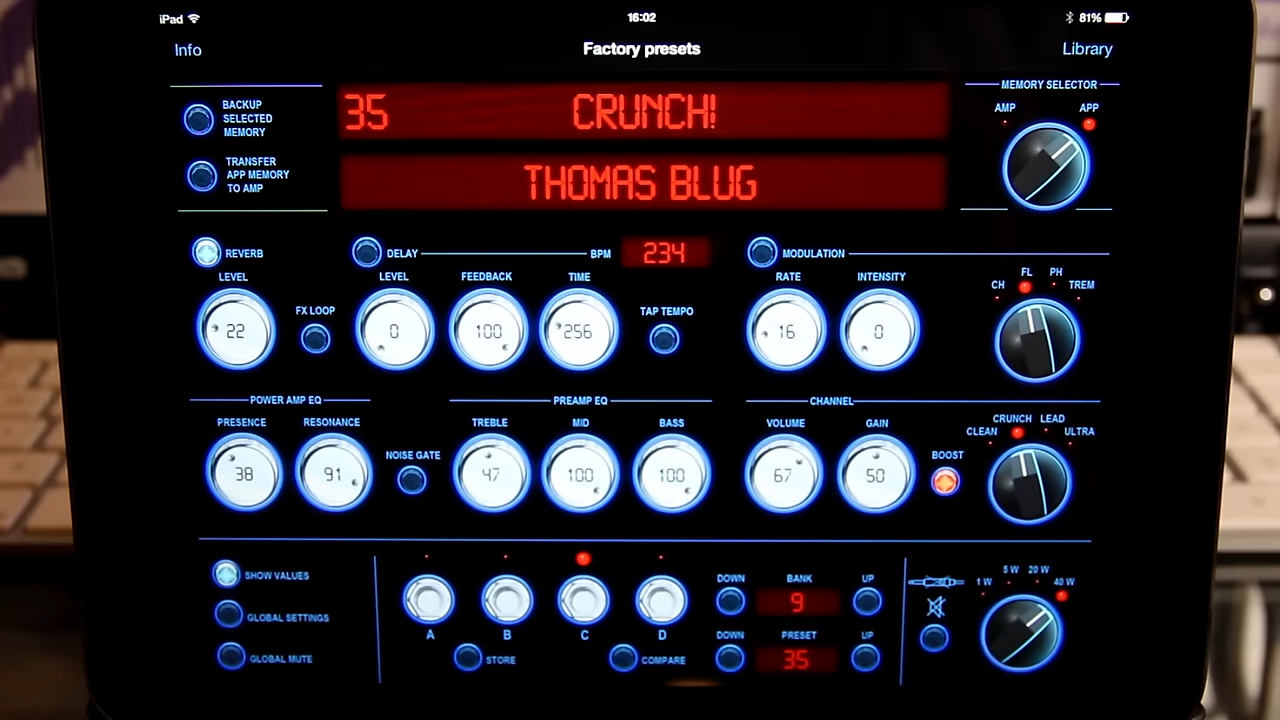 iPad 16:02 81%
Info Factory presets Library
BACKUP SELECTED MEMORY
35 CRUNCH!
MEMORY SELECTOR
AMP APP
TRANSFER APP MEMORY TO AMP
THOMAS BLUG
REVERB DELAY BPM 234 MODULATION
LEVEL LEVEL FEEDBACK TIME RATE INTENSITY
CH FL PH TREM
FX LOOP TAP TEMPO
22 0 100 256 16 0
POWER AMP EQ PREAMP EQ CHANNEL
PRESENCE RESONANCE TREBLE MID BASS VOLUME GAIN
CLEAN CRUNCH LEAD ULTRA
NOISE GATE BOOST
38 91 47 100 100 67 50
SHOW VALUES
GLOBAL SETTINGS
GLOBAL MUTE
A B C D
STORE COMPARE
DOWN BANK UP
9
DOWN PRESET UP
35
1 W 5 W 20 W 40 W